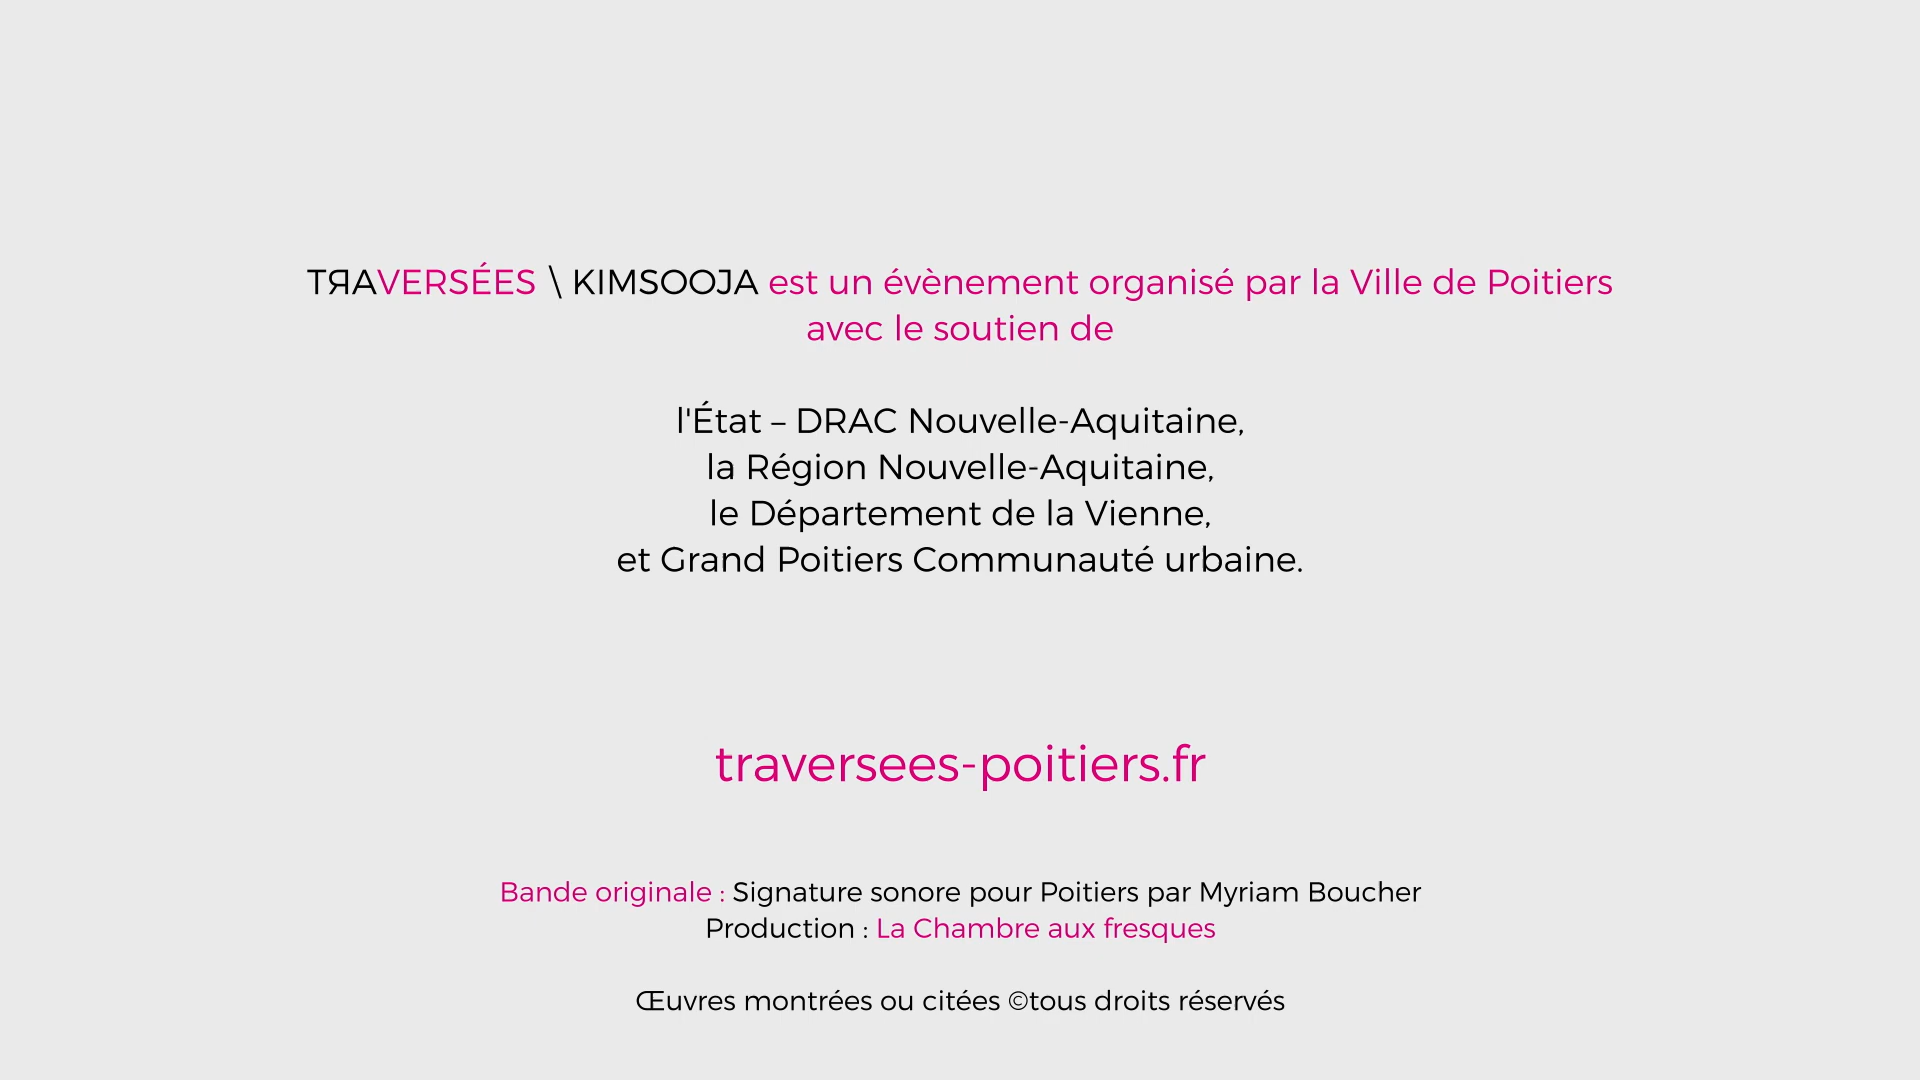 TЯAVERSÉES \ KIMSOOJA est un évènement organisé par la Ville de Poitiers
avec le soutien de
l'État – DRAC Nouvelle-Aquitaine,
la Région Nouvelle-Aquitaine,
le Département de la Vienne,
et Grand Poitiers Communauté urbaine.
traversees-poitiers.fr
Bande originale : Signature sonore pour Poitiers par Myriam Boucher
Production : La Chambre aux fresques
Œuvres montrées ou citées ©tous droits réservés